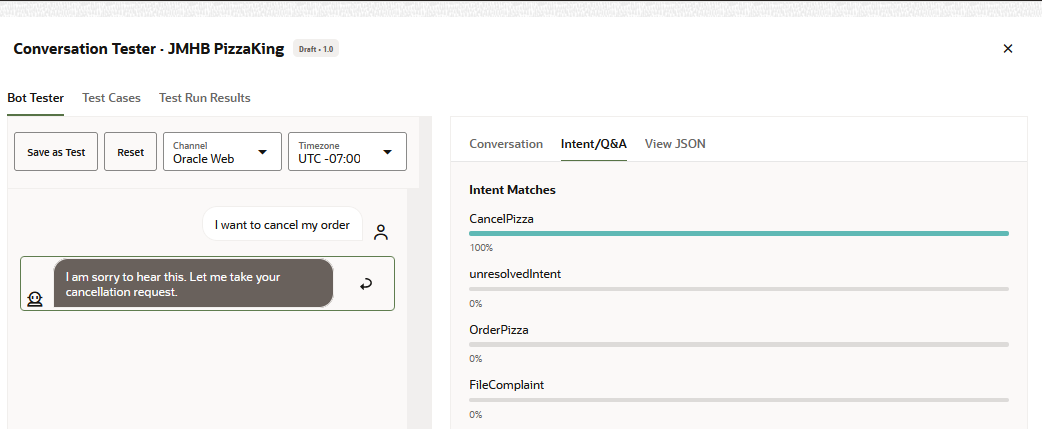 Conversation Tester · JMHB PizzaKing Draft • 1.0
Bot Tester Test Cases Test Run Results
Save as Test
Reset
Channel
Oracle Web
Timezone
UTC -07:00
I want to cancel my order
I am sorry to hear this. Let me take your
cancellation request.
Conversation Intent/Q&A View JSON
Intent Matches
CancelPizza
100%
unresolvedIntent
0%
OrderPizza
0%
FileComplaint
0%